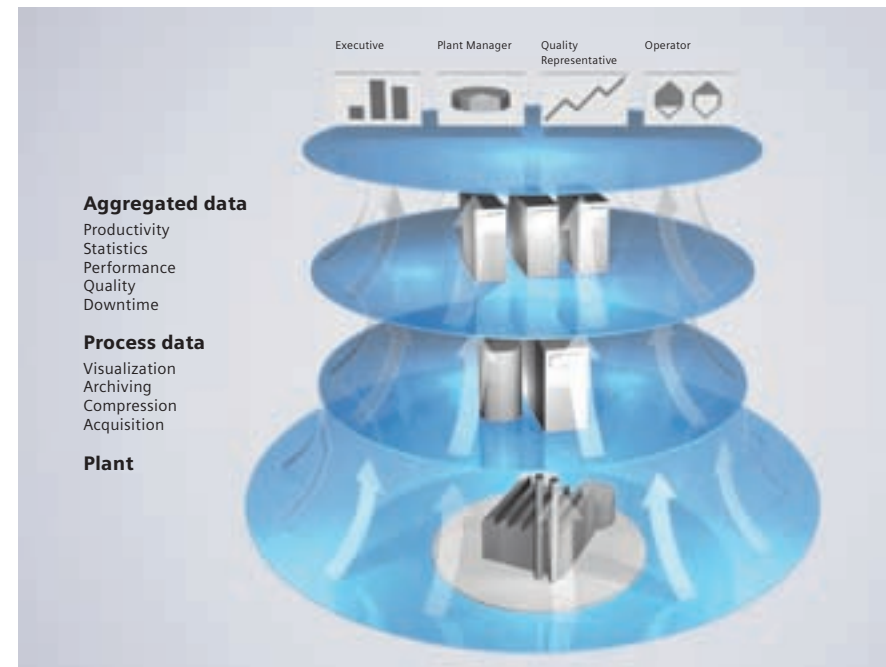 Executive
Plant Manager
Quality
Representative
Operator
Aggregated data
Productivity
Statistics
Performance
Quality
Downtime
Process data
Visualization
Archiving
Compression
Acquisition
Plant